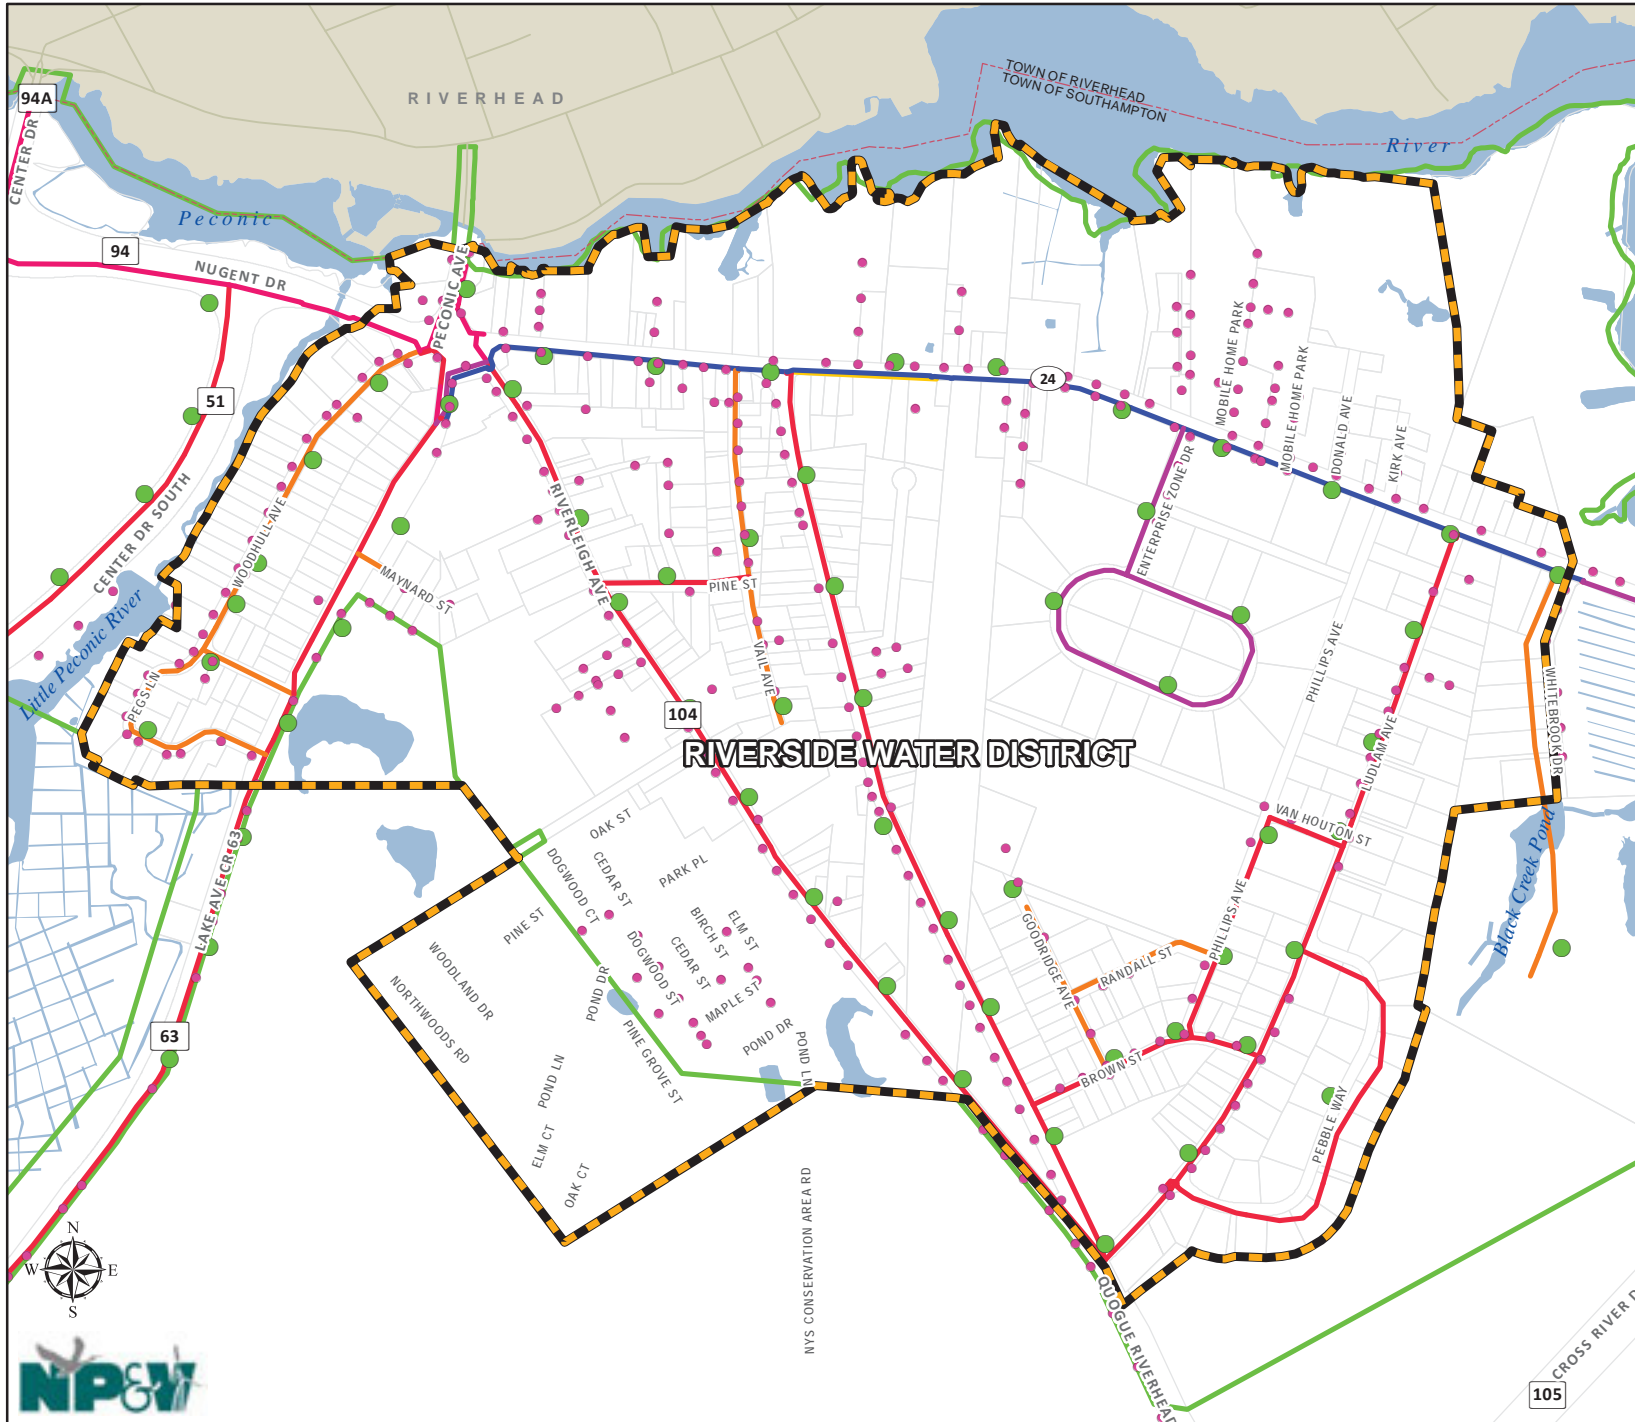 94A
RIVERHEAD
TOWN OF RIVERHEAD
TOWN OF SOUTHAMPTON
River
CENTER DR
Peconic
94
NUGENT DR
PECONIC AVE
51
24
MOBILE HOME PARK
MOBILE HOME PARK
DONALD AVE
KIRK AVE
CENTER DR SOUTH
WOODHULL AVE
MAYNARD ST
RIVERLEIGH AVE
PINE ST
ENTERPRISE ZONE DR
Little Peconic River
PEGS LN
VAIL AVE
PHILLIPS AVE
LUDLAM AVE
WHITEBROOK DR
104
RIVERSIDE WATER DISTRICT
OAK ST
VAN HOUTON ST
LAKE AVE CR 63
DOGWOOD CT
CEDAR ST
PARK PL
PINE ST
BIRCH ST
ELM ST
PHILLIPS AVE
Black Creek Pond
WOODLAND DR
DOGWOOD ST
CEDAR ST
GOODRIDGE AVE
RANDALL ST
NORTHWOODS RD
POND DR
MAPLE ST
63
PINE GROVE ST
POND DR
POND LN
POND LN
BROWN ST
PEBBLE WAY
ELM CT
OAK CT
NYS CONSERVATION AREA RD
N
W
E
S
QUOGUE RIVERHEAD
CROSS RIVER D
105
NP&V